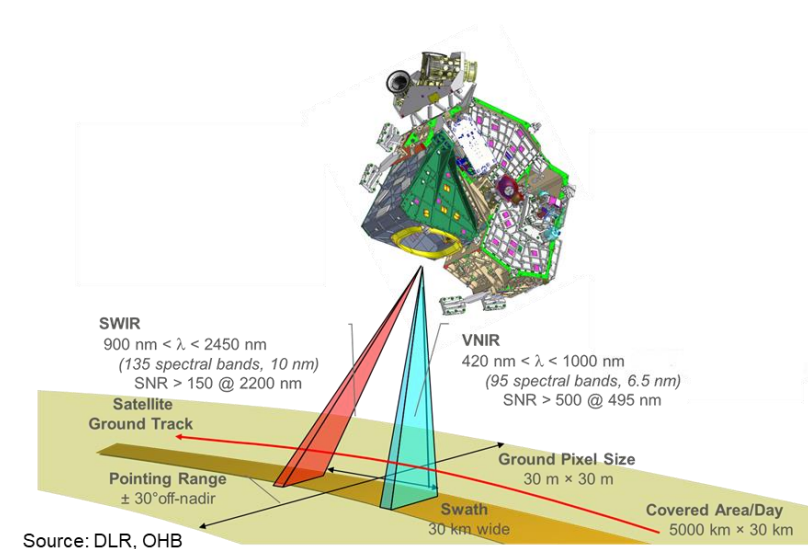 SWIR
900 nm < λ < 2450 nm
(135 spectral bands, 10 nm)
SNR > 150 @ 2200 nm
VNIR
420 nm < λ < 1000 nm
(95 spectral bands, 6.5 nm)
SNR > 500 @ 495 nm
Satellite
Ground Track
Pointing Range
± 30°off-nadir
Ground Pixel Size
30 m × 30 m
Swath
30 km wide
Covered Area/Day
5000 km × 30 km
Source: DLR, OHB